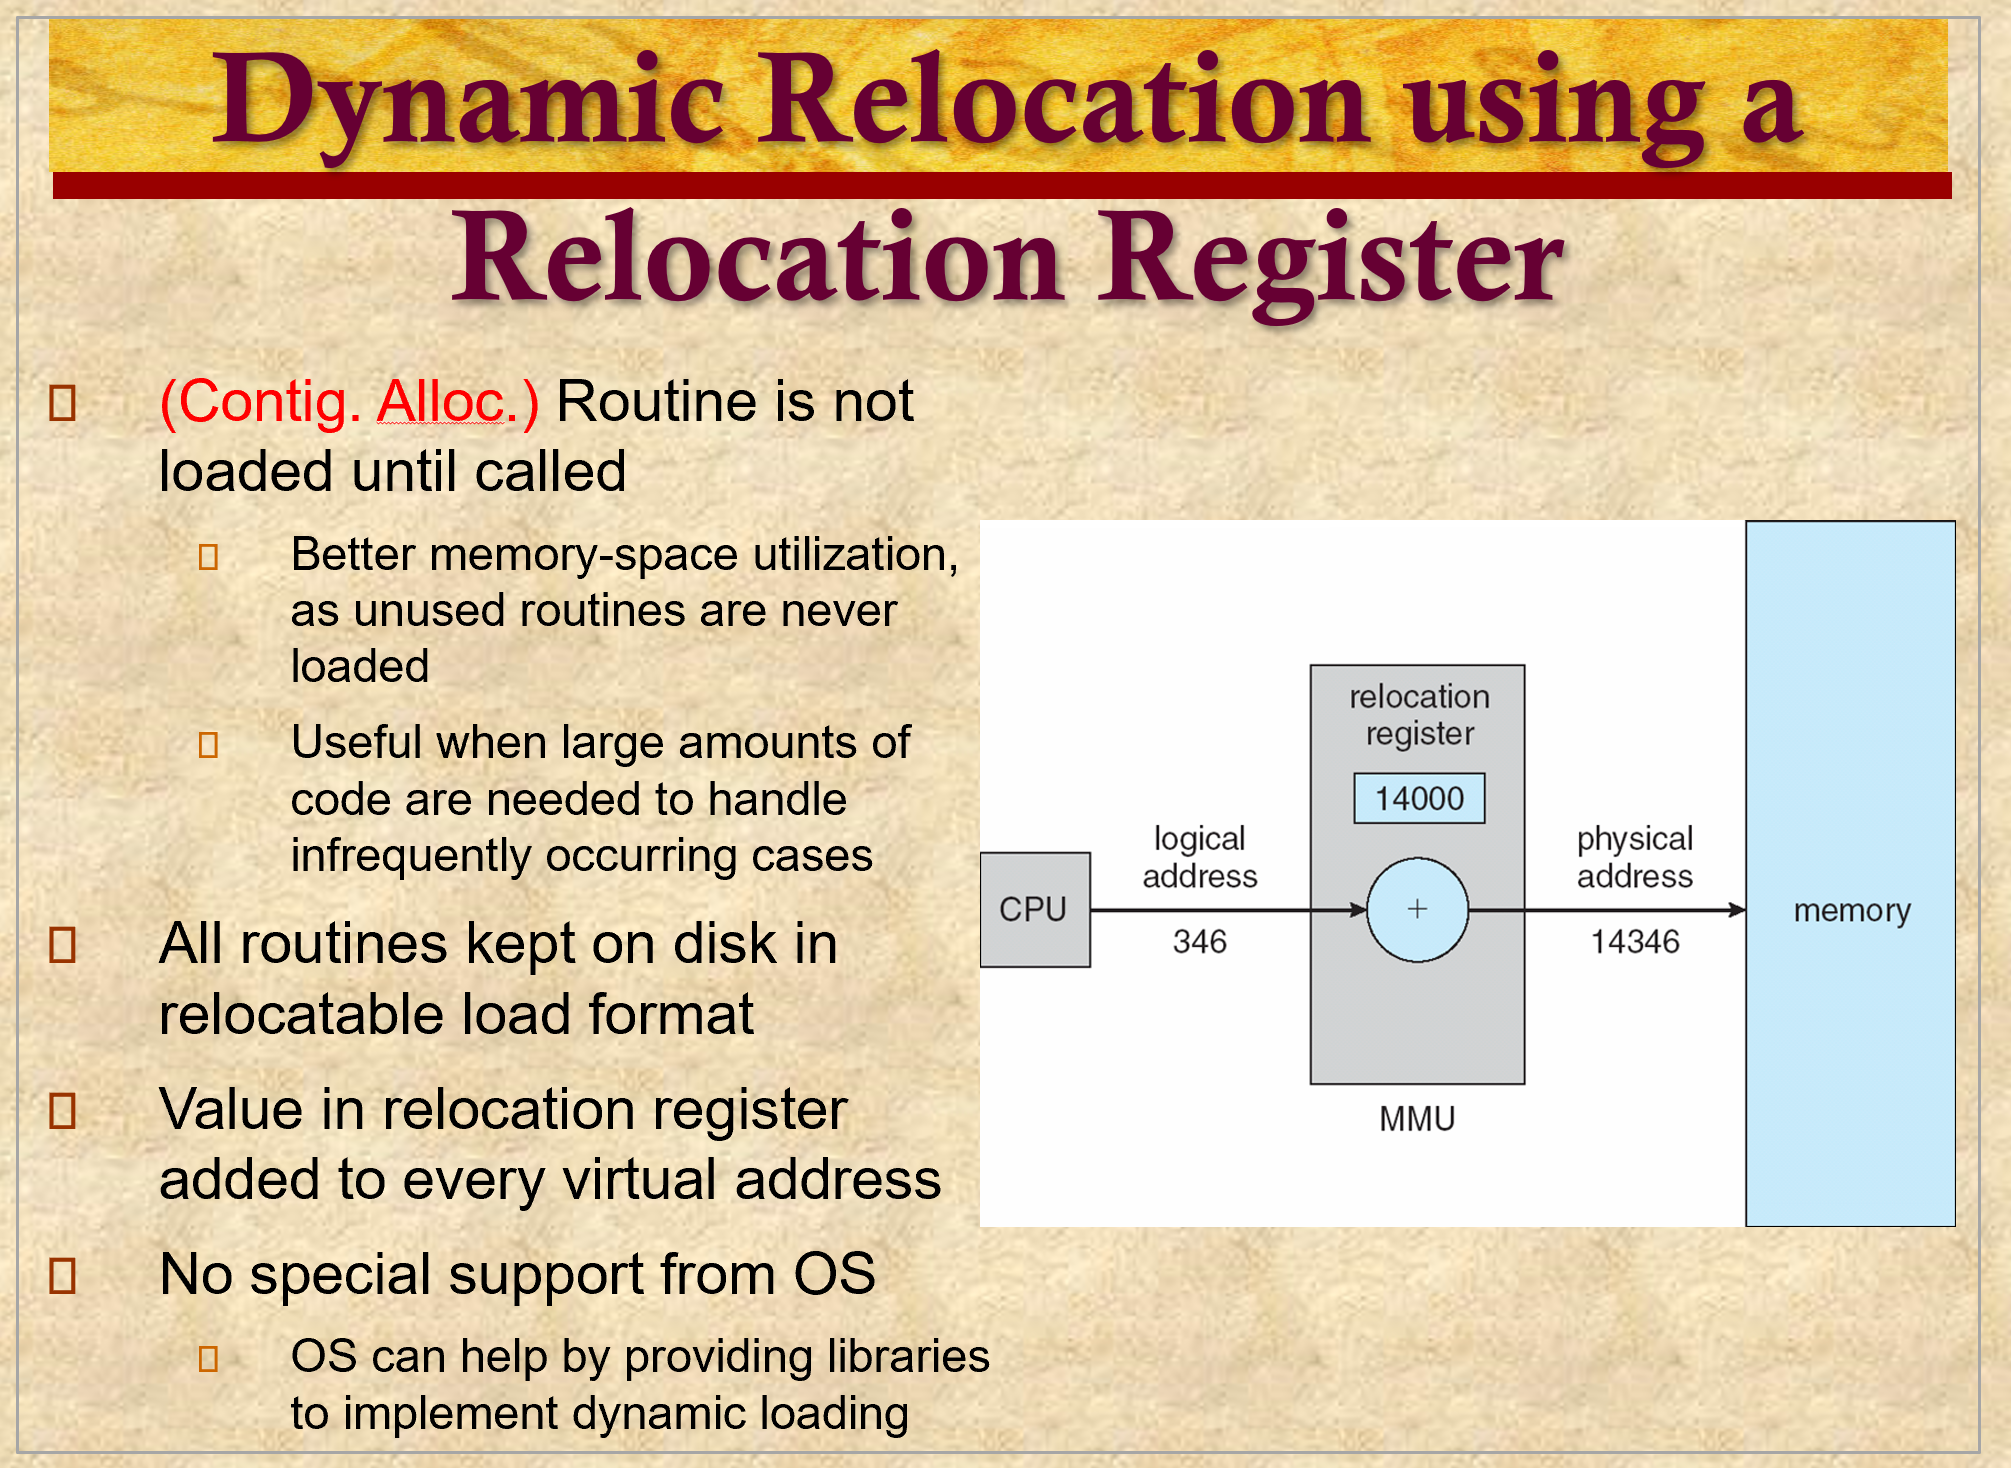 Dynamic Relocation using a
Relocation Register
(Contig. Alloc.) Routine is not
loaded until called
Better memory-space utilization,
as unused routines are never
loaded
Useful when large amounts of
code are needed to handle
infrequently occurring cases
All routines kept on disk in
relocatable load format
Value in relocation register
added to every virtual address
No special support from OS
OS can help by providing libraries
to implement dynamic loading
CPU
logical
address
346
relocation
register
14000
+
MMU
physical
address
14346
memory